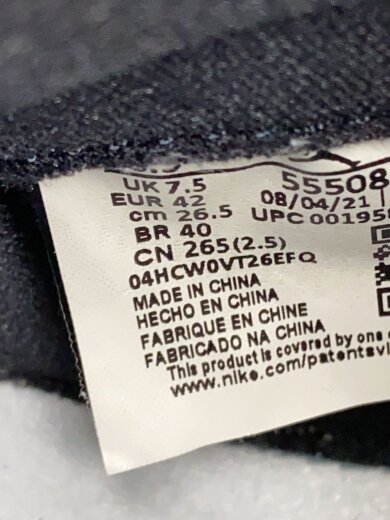 UK 7.5 55508
EUR 42 08/04/21 |
cm 26.5 UPC 00195
BR 40
CN 265(2.5)
04HCW0VT26EFQ
MADE IN CHINA
HECHO EN CHINA
FABRIQUE EN CHINE
FABRICADO NA CHINA
This product is covered by one
www.nike.com/patents